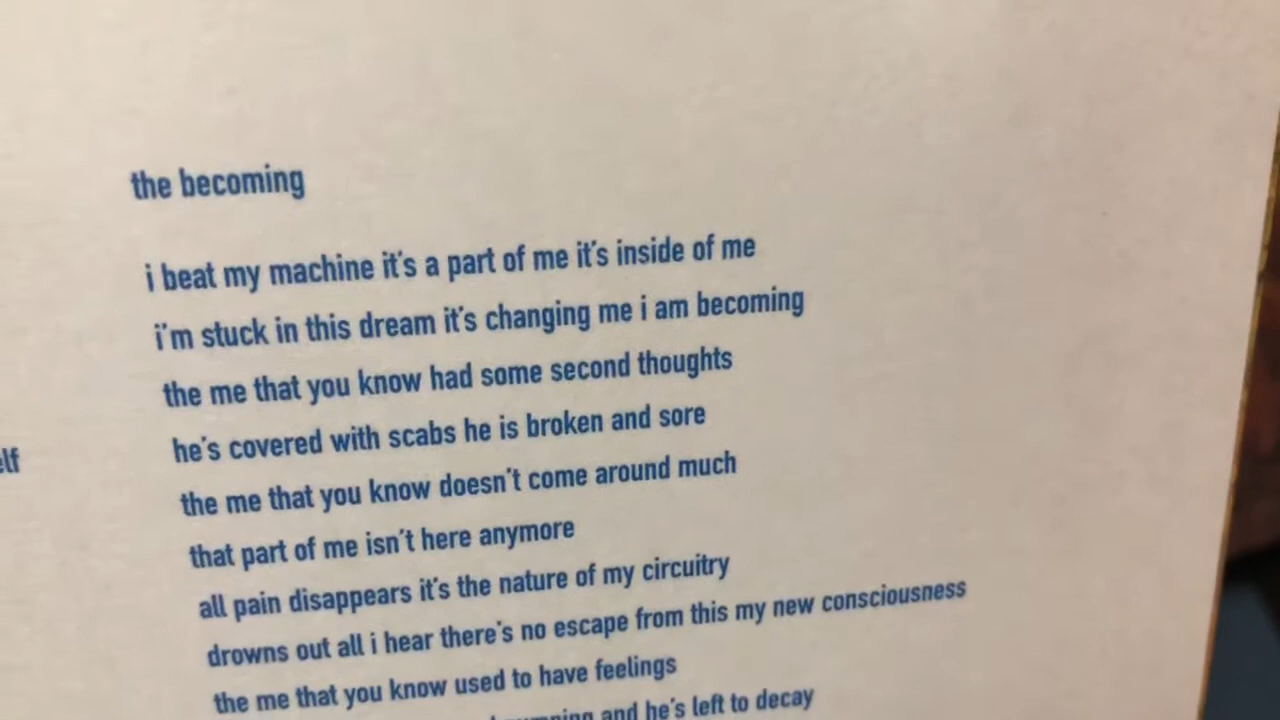 the becoming
i beat my machine it's a part of me it's inside of me
i'm stuck in this dream it's changing me i am becoming
the me that you know had some second thoughts
he's covered with scabs he is broken and sore
the me that you know doesn't come around much
that part of me isn't here anymore
all pain disappears it's the nature of my circuitry
drowns out all i hear there's no escape from this my new consciousness
the me that you know used to have feelings
and he's left to decay